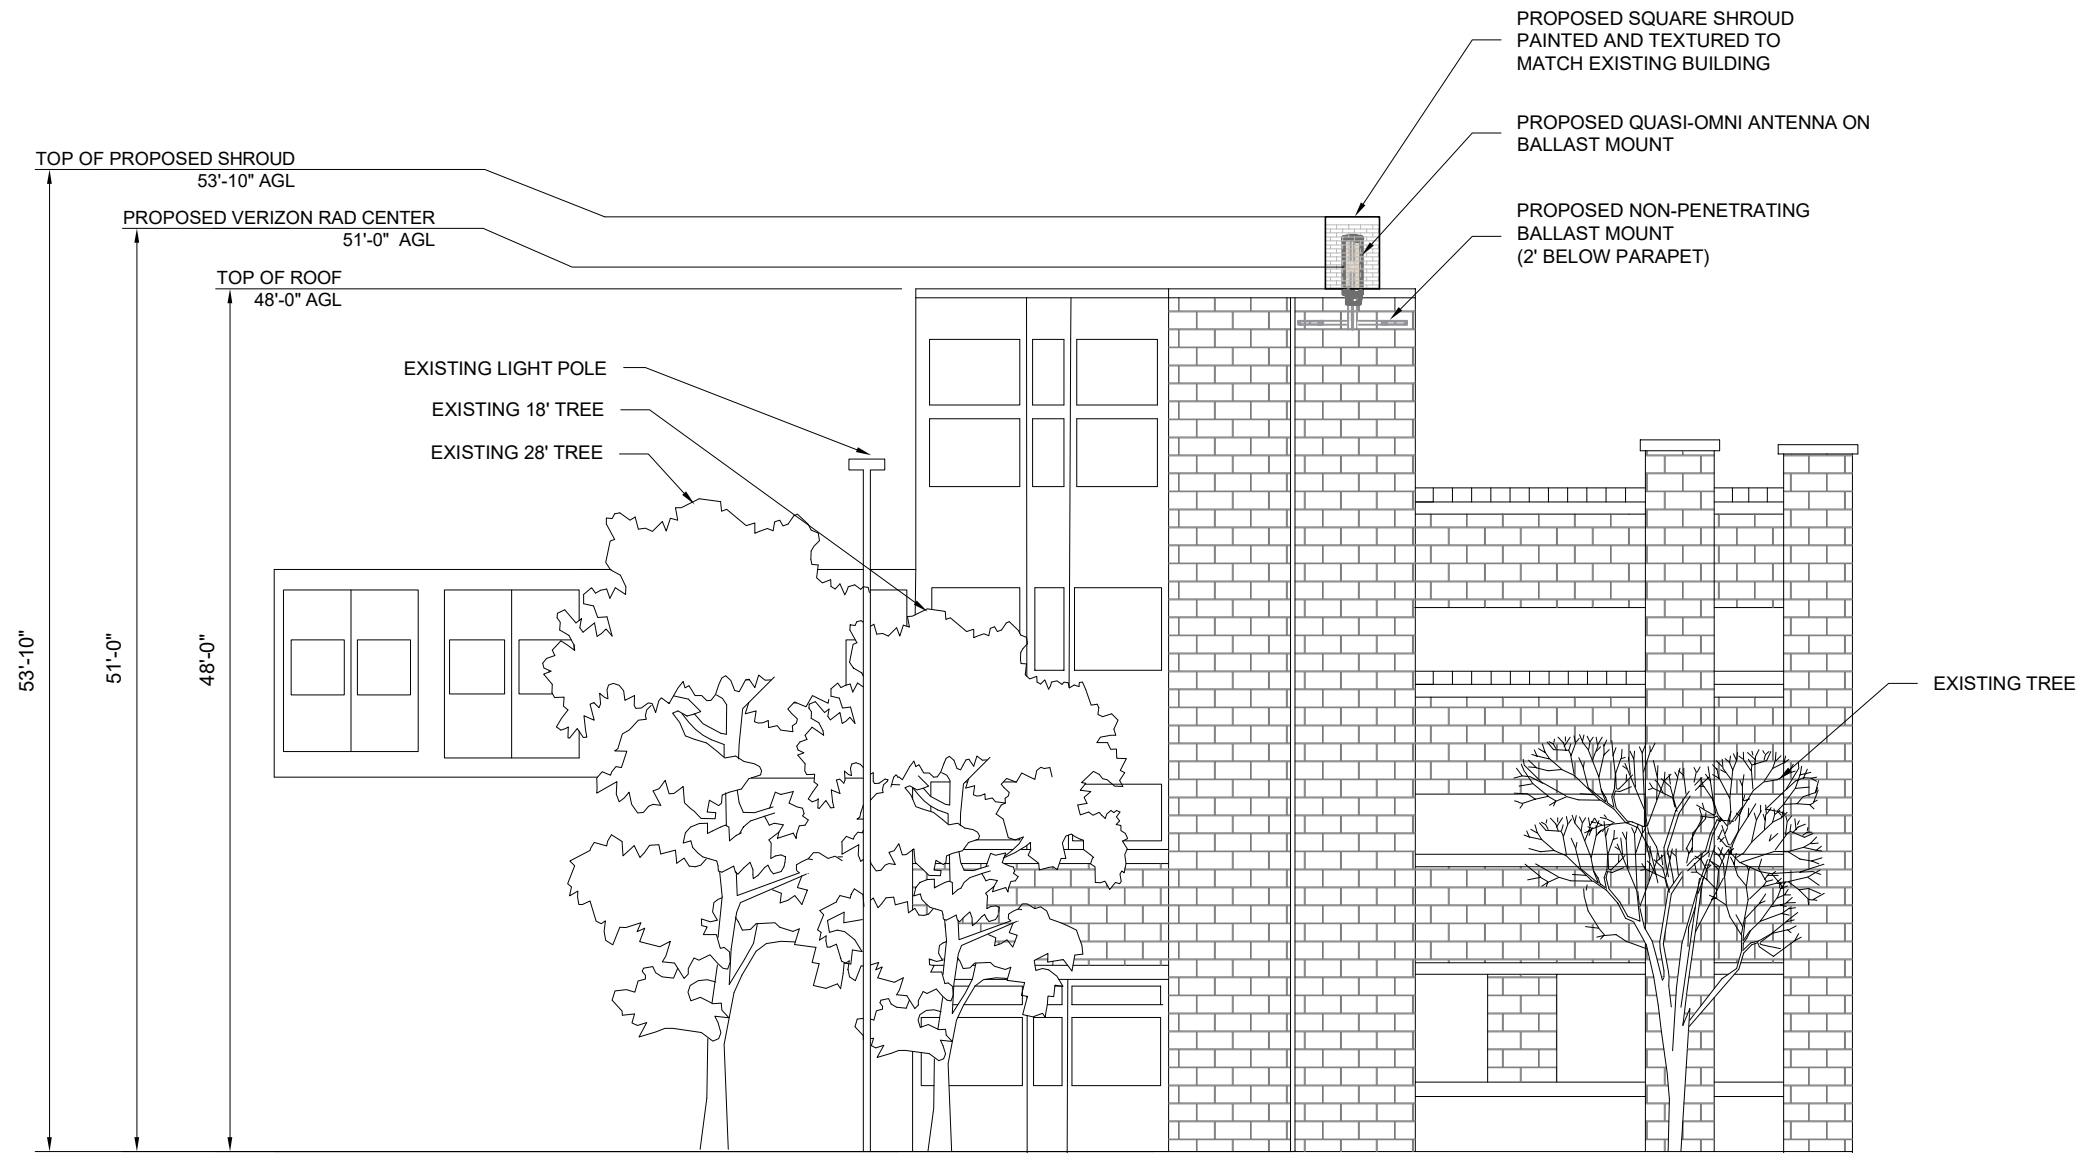 PROPOSED SQUARE SHROUD
PAINTED AND TEXTURED TO
MATCH EXISTING BUILDING
PROPOSED QUASI-OMNI ANTENNA ON
BALLAST MOUNT
TOP OF PROPOSED SHROUD
53'-10" AGL
PROPOSED VERIZON RAD CENTER
51'-0" AGL
PROPOSED NON-PENETRATING
BALLAST MOUNT
(2' BELOW PARAPET)
TOP OF ROOF
48'-0" AGL
EXISTING LIGHT POLE
EXISTING 18' TREE
EXISTING 28' TREE
53'-10"
51'-0"
48'-0"
EXISTING TREE